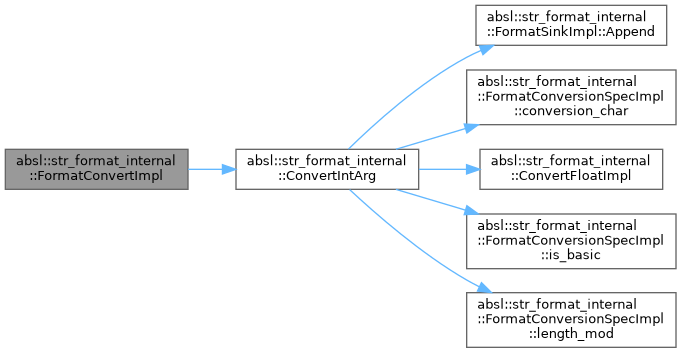 absl::str_format_internal
::FormatConvertImpl
absl::str_format_internal
::ConvertIntArg
absl::str_format_internal
::FormatSinkImpl::Append
absl::str_format_internal
::FormatConversionSpecImpl
::conversion_char
absl::str_format_internal
::ConvertFloatImpl
absl::str_format_internal
::FormatConversionSpecImpl
::is_basic
absl::str_format_internal
::FormatConversionSpecImpl
::length_mod